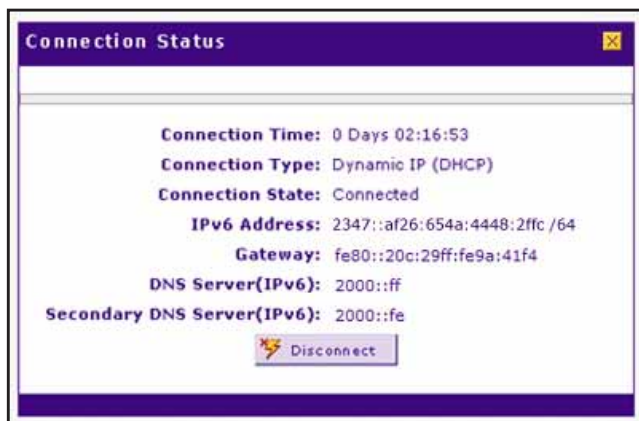 Connection Status
Connection Time: 0 Days 02:16:53
Connection Type: Dynamic IP (DHCP)
Connection State: Connected
IPv6 Address: 2347::af26:654a:4448:2ffc /64
Gateway: fe80::20c:29ff:fe9a:41f4
DNS Server(IPv6): 2000::ff
Secondary DNS Server(IPv6): 2000::fe
Disconnect